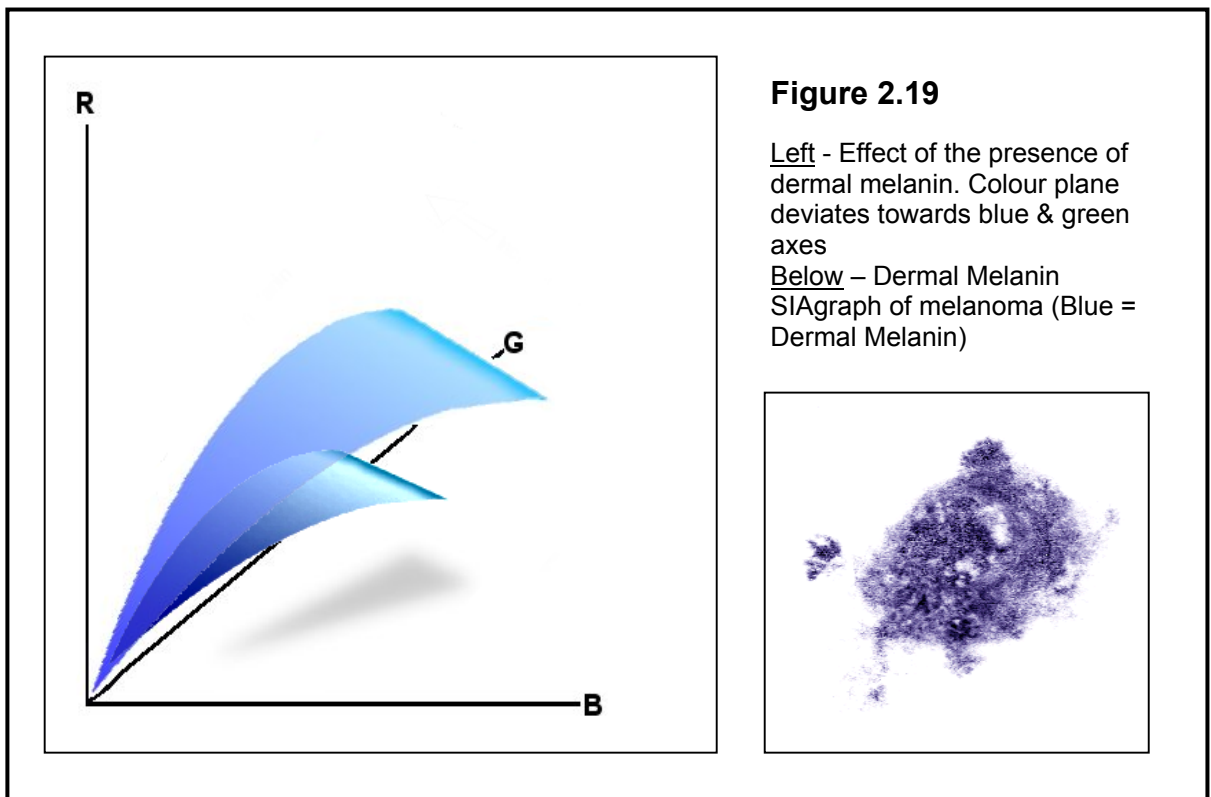 R
G
B
Figure 2.19
Left - Effect of the presence of
dermal melanin. Colour plane
deviates towards blue & green
axes
Below – Dermal Melanin
SIAgraph of melanoma (Blue =
Dermal Melanin)